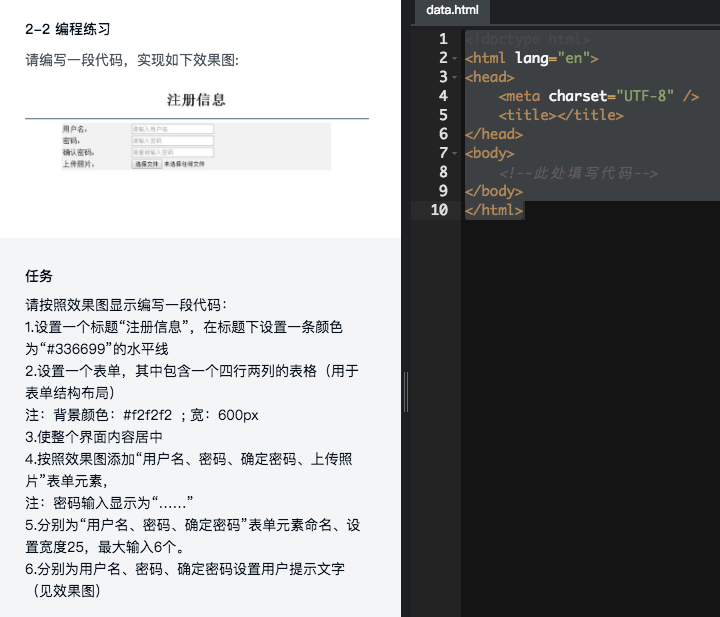 2-2 编程练习
请编写一段代码，实现如下效果图:
注册信息
用户名：
请输入用户名
密码：
请输入密码
确认密码：
请重新输入密码
上传照片：
选择文件 未选择任何文件
任务
请按照效果图显示编写一段代码：
1.设置一个标题“注册信息”，在标题下设置一条颜色
为“#336699”的水平线
2.设置一个表单，其中包含一个四行两列的表格（用于
表单结构布局）
注：背景颜色：#f2f2f2 ；宽：600px
3.使整个界面内容居中
4.按照效果图添加“用户名、密码、确定密码、上传照
片”表单元素，
注：密码输入显示为“……”
5.分别为“用户名、密码、确定密码”表单元素命名、设
置宽度25，最大输入6个。
6.分别为用户名、密码、确定密码设置用户提示文字
（见效果图）
data.html
1 <!doctype html>
2 <html lang="en">
3 <head>
4     <meta charset="UTF-8" />
5     <title></title>
6 </head>
7 <body>
8     <!--此处填写代码-->
9 </body>
10 </html>